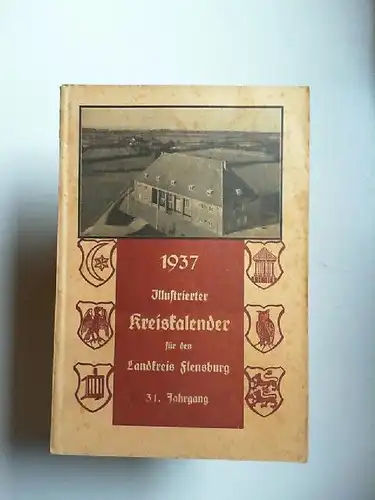 1937
Illustrierter
Kreiskalender
für den
Landkreis Flensburg
31. Jahrgang